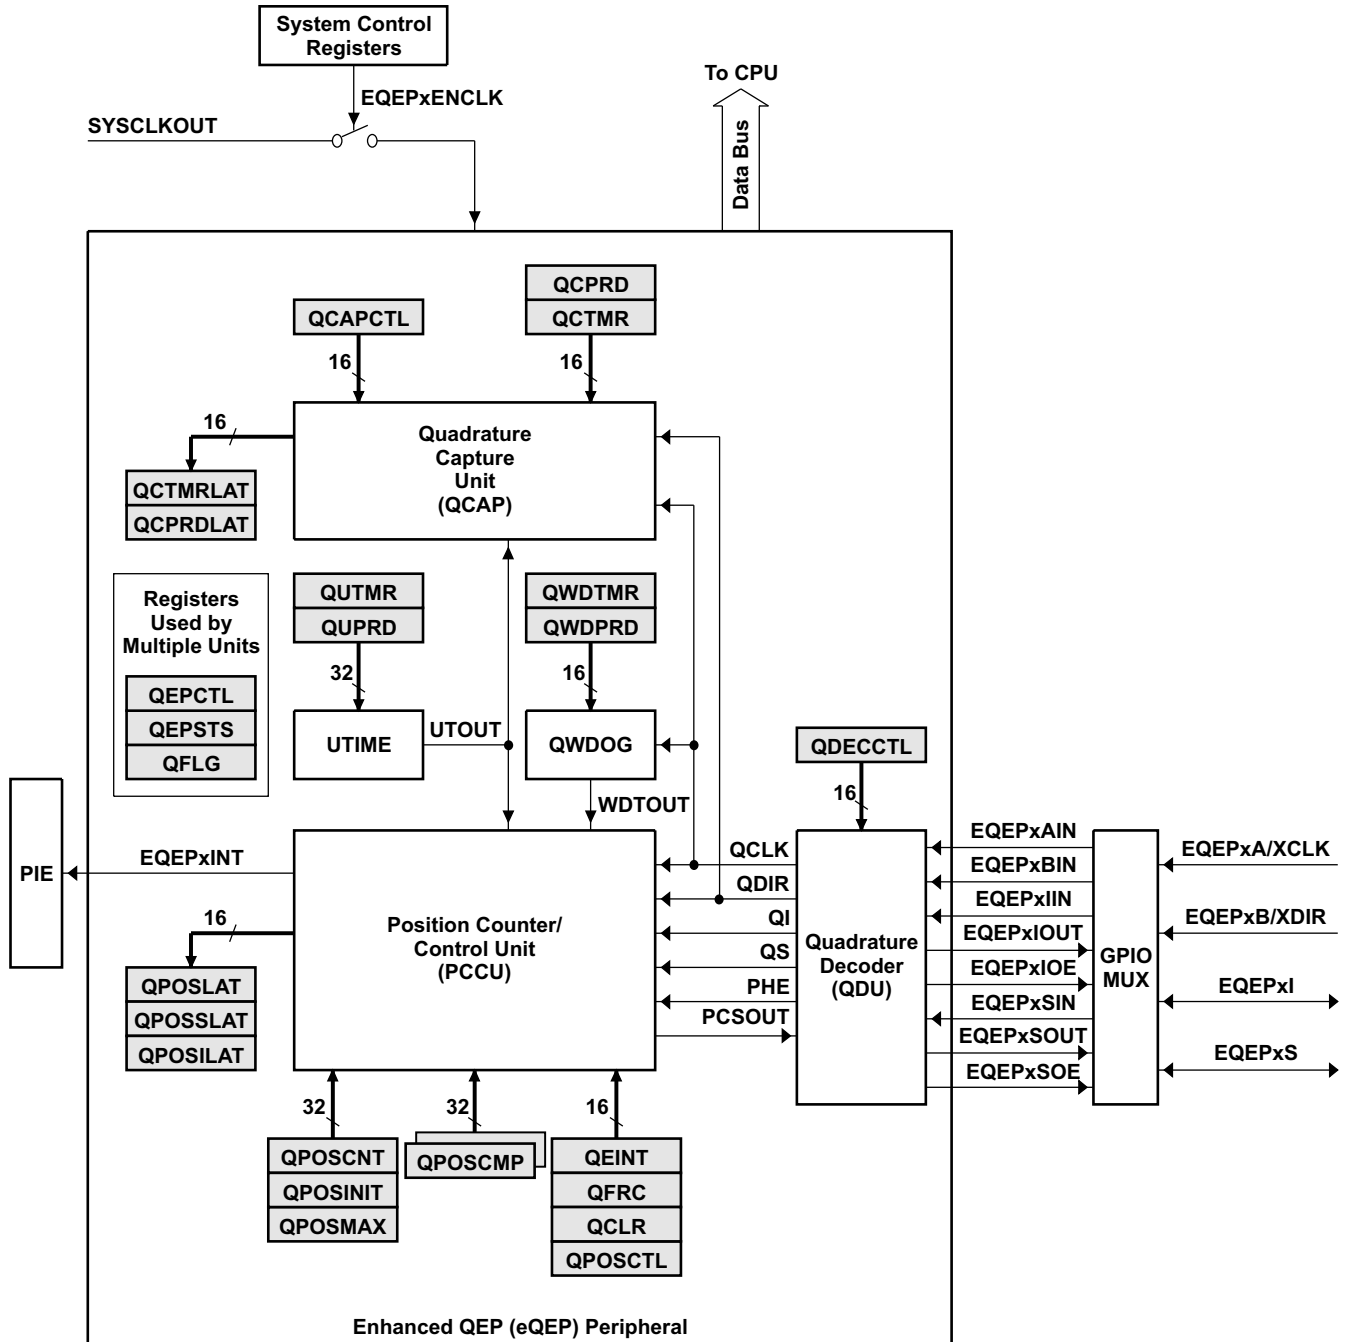 System Control
Registers
To CPU
EQEPxENCLK
SYSCLKOUT
Data Bus
QCPRD
QCAPCTL
QCTMR
16
16
16
Quadrature
Capture
Unit
(QCAP)
QCTMRLAT
QCPRDLAT
Registers
Used by
Multiple Units
QEPCTL
QEPSTS
QFLG
QUTMR
QUPRD
QWDTMR
QWDPRD
32
16
UTIME
UTOUT
QWDOG
QDECCTL
WDTOUT
16
PIE
EQEPxINT
16
Position Counter/
Control Unit
(PCCU)
QCLK
QDIR
QI
QS
PHE
PCSOUT
Quadrature
Decoder
(QDU)
EQEPxAIN
EQEPxBIN
EQEPxIIN
EQEPxIOUT
EQEPxIOE
EQEPxSIN
EQEPxSOUT
EQEPxSOE
GPIO
MUX
EQEPxA/XCLK
EQEPxB/XDIR
EQEPxI
EQEPxS
QPOSLAT
QPOSSLAT
QPOSILAT
32
32
16
QPOSCNT
QPOSINIT
QPOSMAX
QPOSCMP
QEINT
QFRC
QCLR
QPOSCTL
Enhanced QEP (eQEP) Peripheral